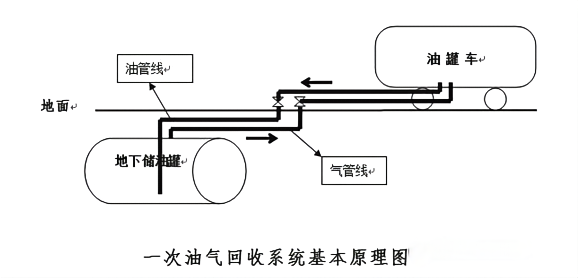 油罐车
油管线
地面
地下储油罐
气管线
一次油气回收系统基本原理图